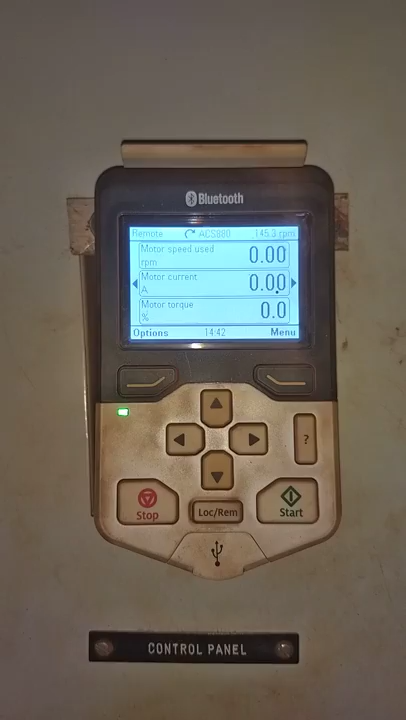 Bluetooth
Remote ACS880 145.3 rpm
Motor speed used
rpm 0.00
Motor current
A 0.00
Motor torque
% 0.0
Options 14:42 Menu
?
Stop Loc/Rem Start
CONTROL PANEL